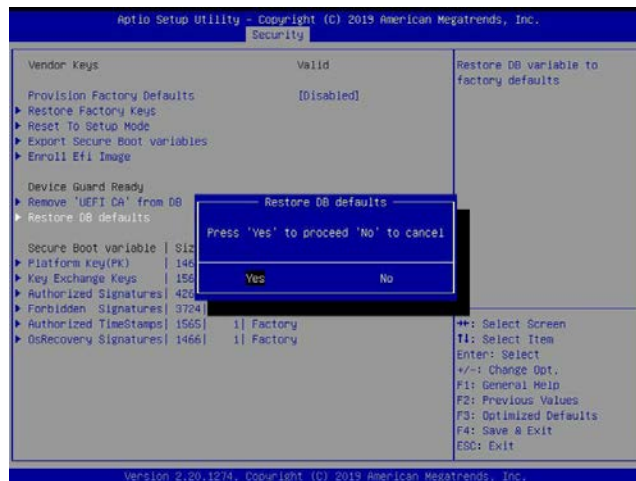 Aptio Setup Utility – Copyright (C) 2019 American Megatrends, Inc.
Security
Vendor Keys Valid
Provision Factory Defaults [Disabled]
Restore Factory Keys
Reset To Setup Mode
Export Secure Boot variables
Enroll Efi Image
Device Guard Ready
Remove 'UEFI CA' from DB
Restore DB defaults
Secure Boot variable | Siz
Platform Key(PK) | 146
Key Exchange Keys | 156
Authorized Signatures| 426
Forbidden Signatures| 3724|
Authorized TimeStamps| 1565| 1| Factory
OsRecovery Signatures| 1466| 1| Factory
Restore DB defaults
Press 'Yes' to proceed 'No' to cancel
Yes No
Restore DB variable to
factory defaults
: Select Screen
↑↓: Select Item
Enter: Select
+/-: Change Opt.
F1: General Help
F2: Previous Values
F3: Optimized Defaults
F4: Save & Exit
ESC: Exit
Version 2.20.1274. Copyright (C) 2019 American Megatrends, Inc.